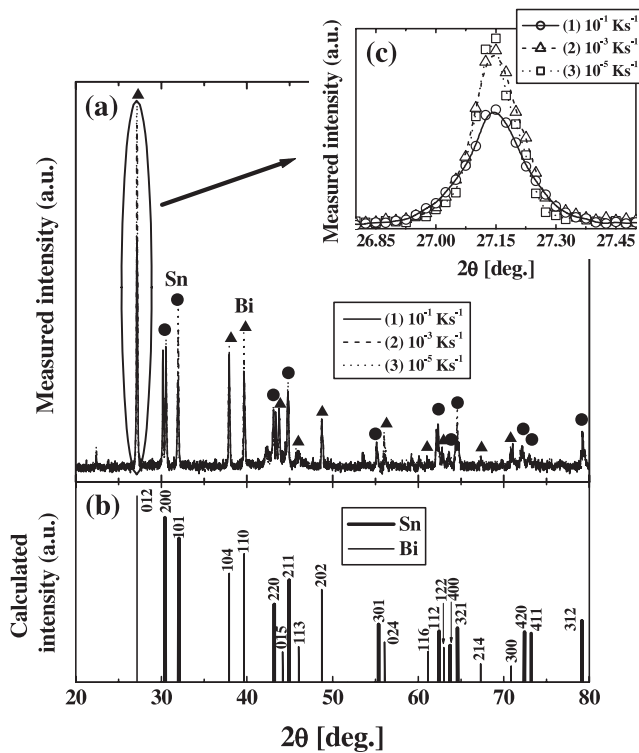 (c)
(1) 10⁻¹ Ks⁻¹
(2) 10⁻³ Ks⁻¹
(3) 10⁻⁵ Ks⁻¹
Measured intensity (a.u.)
26.85 27.00 27.15 27.30 27.45
2θ [deg.]
(a)
Measured intensity (a.u.)
Sn
Bi
(1) 10⁻¹ Ks⁻¹
(2) 10⁻³ Ks⁻¹
(3) 10⁻⁵ Ks⁻¹
(b)
Calculated
intensity (a.u.)
Sn
Bi
012
200
101
104
110
220
015
211
113
202
301
024
116
112
122
400
321
214
300
420
411
312
20 30 40 50 60 70 80
2θ [deg.]